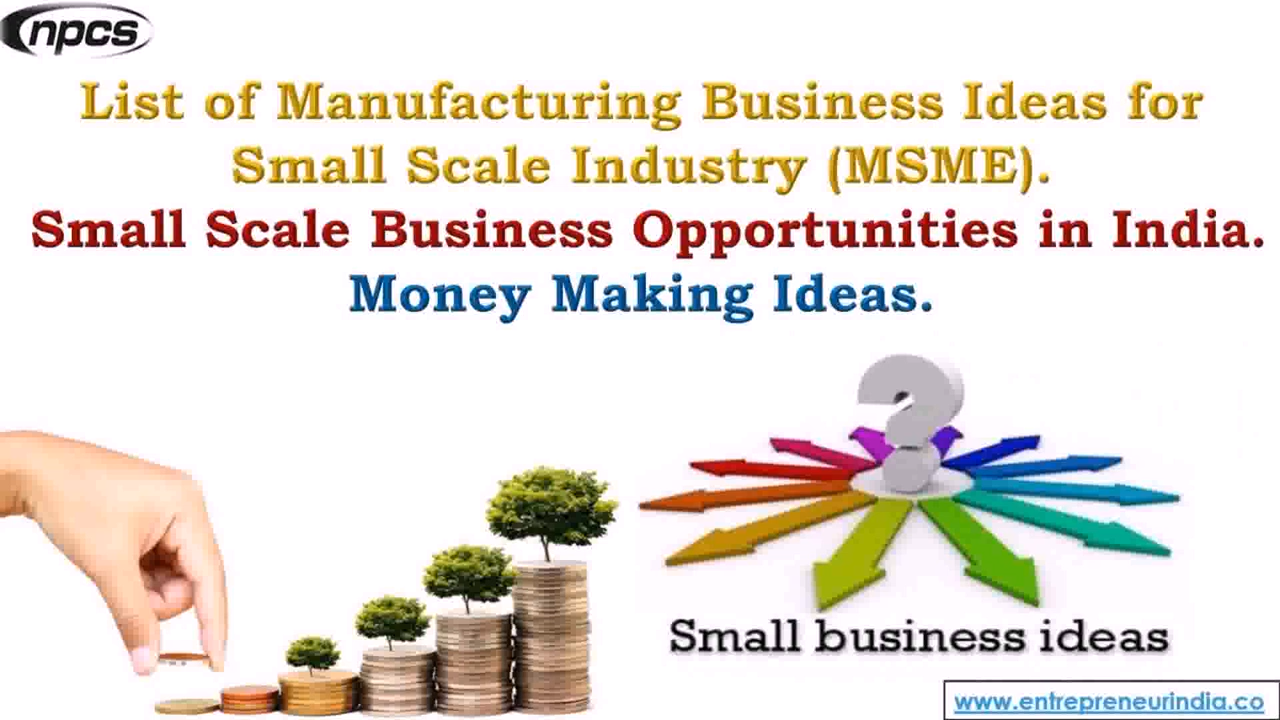 npcs
List of Manufacturing Business Ideas for
Small Scale Industry (MSME).
Small Scale Business Opportunities in India.
Money Making Ideas.
Small business ideas
www.entrepreneurindia.co